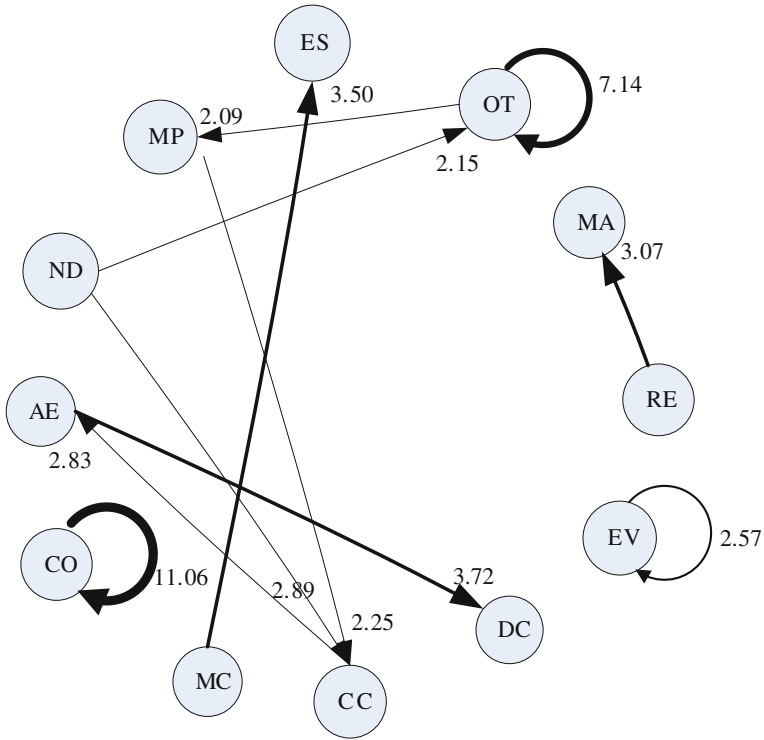 ES
3.50
OT
7.14
MP
2.09
2.15
MA
3.07
ND
AE
2.83
RE
CO
11.06
EV
2.57
2.89
3.72
DC
2.25
MC
CC